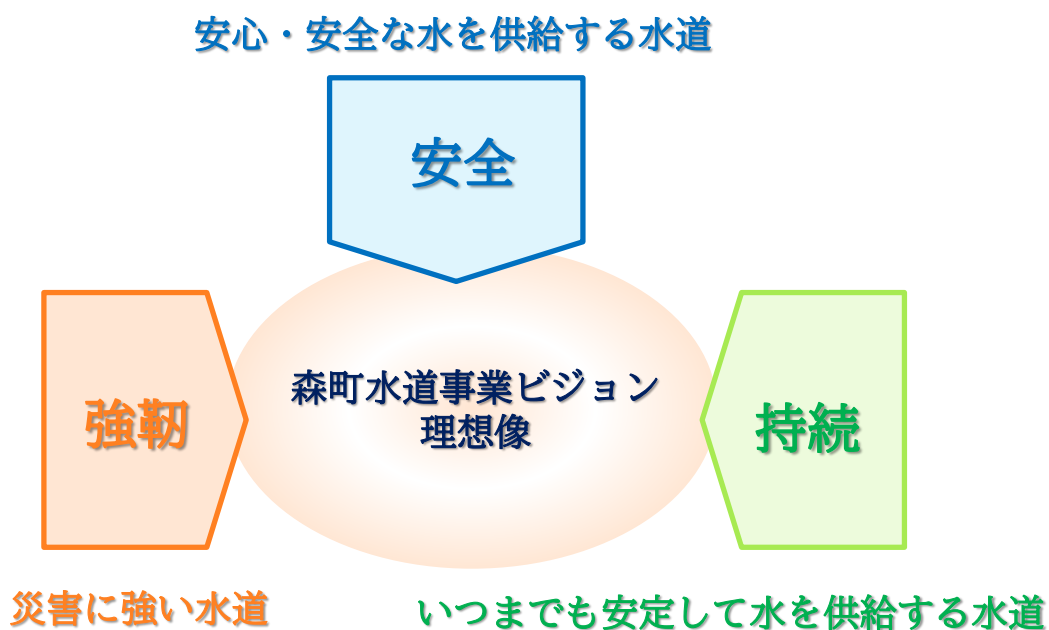 安心・安全な水を供給する水道
安全
森町水道事業ビジョン
理想像
強靭
持続
災害に強い水道
いつまでも安定して水を供給する水道